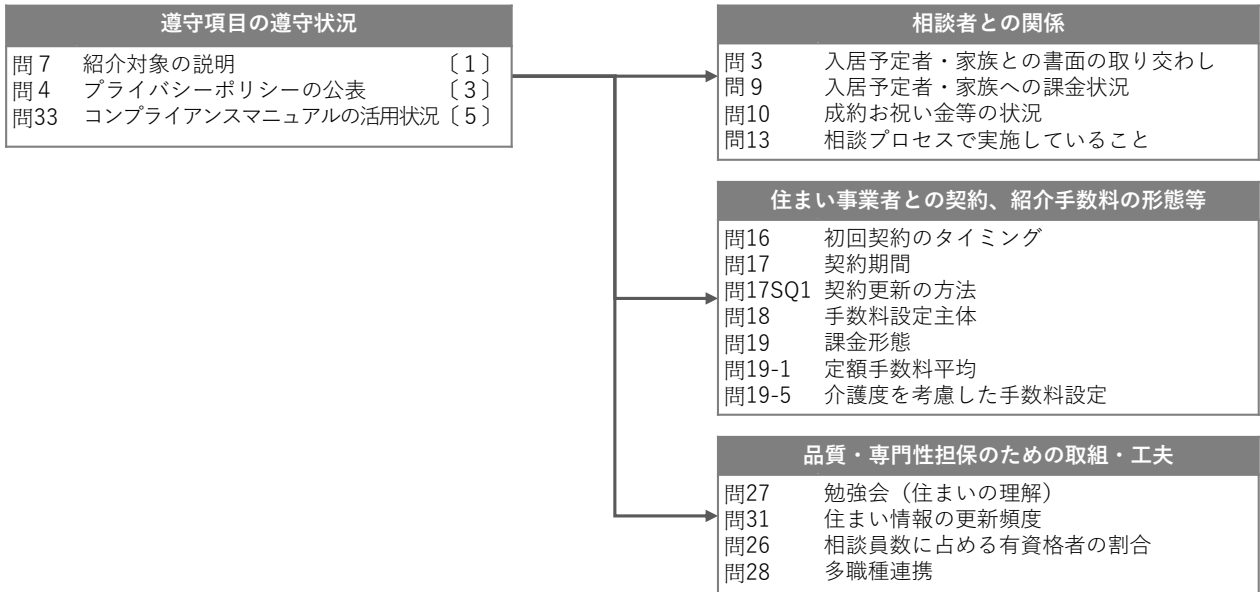 遵守項目の遵守状況
問7 紹介対象の説明 〔1〕
問4 プライバシーポリシーの公表 〔3〕
問33 コンプライアンスマニュアルの活用状況〔5〕
相談者との関係
問3 入居予定者・家族との書面の取り交わし
問9 入居予定者・家族への課金状況
問10 成約お祝い金等の状況
問13 相談プロセスで実施していること
住まい事業者との契約、紹介手数料の形態等
問16 初回契約のタイミング
問17 契約期間
問17SQ1 契約更新の方法
問18 手数料設定主体
問19 課金形態
問19-1 定額手数料平均
問19-5 介護度を考慮した手数料設定
品質・専門性担保のための取組・工夫
問27 勉強会（住まいの理解）
問31 住まい情報の更新頻度
問26 相談員数に占める有資格者の割合
問28 多職種連携